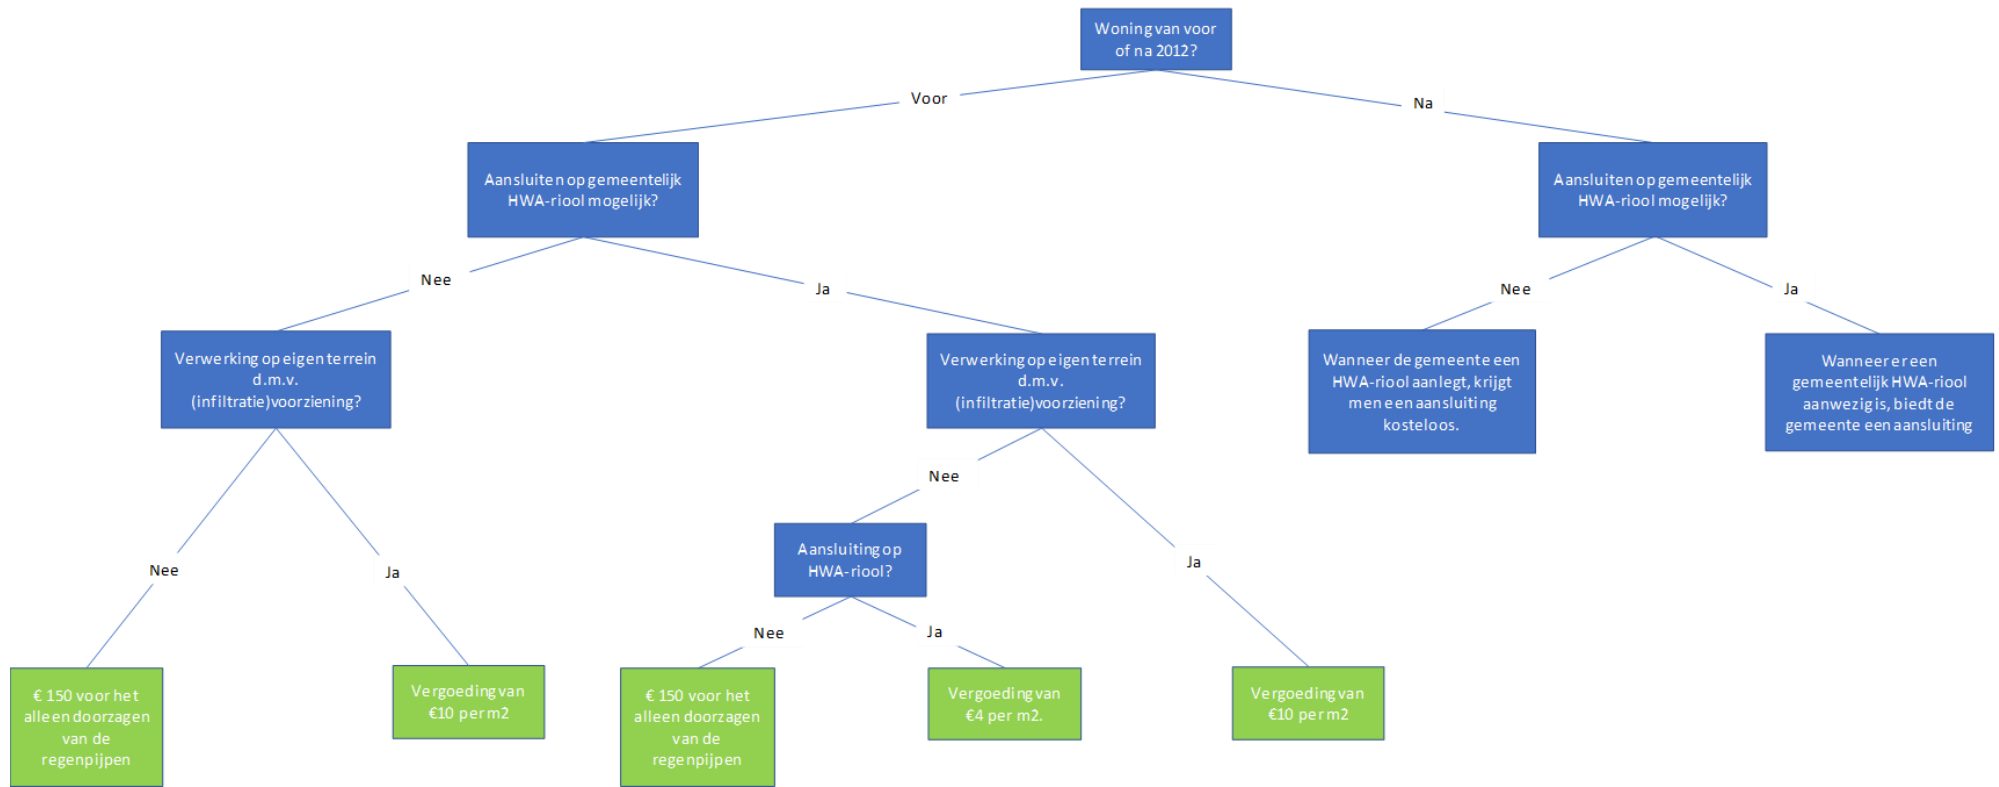 Woning van voor
of na 2012?
Voor
Na
Aansluiten op gemeentelijk
HWA-riool mogelijk?
Aansluiten op gemeentelijk
HWA-riool mogelijk?
Nee
Ja
Nee
Ja
Verwerking op eigen terrein
d.m.v.
(infiltratie)voorziening?
Verwerking op eigen terrein
d.m.v.
(infiltratie)voorziening?
Wanneer de gemeente een
HWA-riool aanlegt, krijgt
men een aansluiting
kosteloos.
Wanneer er een
gemeentelijk HWA-riool
aanwezig is, biedt de
gemeente een aansluiting
Nee
Ja
Nee
Ja
Aansluiting op
HWA-riool?
Nee
Ja
€ 150 voor het
alleen doorzagen
van de
regenpijpen
Vergoeding van
€10 per m2
€ 150 voor het
alleen doorzagen
van de
regenpijpen
Vergoeding van
€4 per m2.
Vergoeding van
€10 per m2